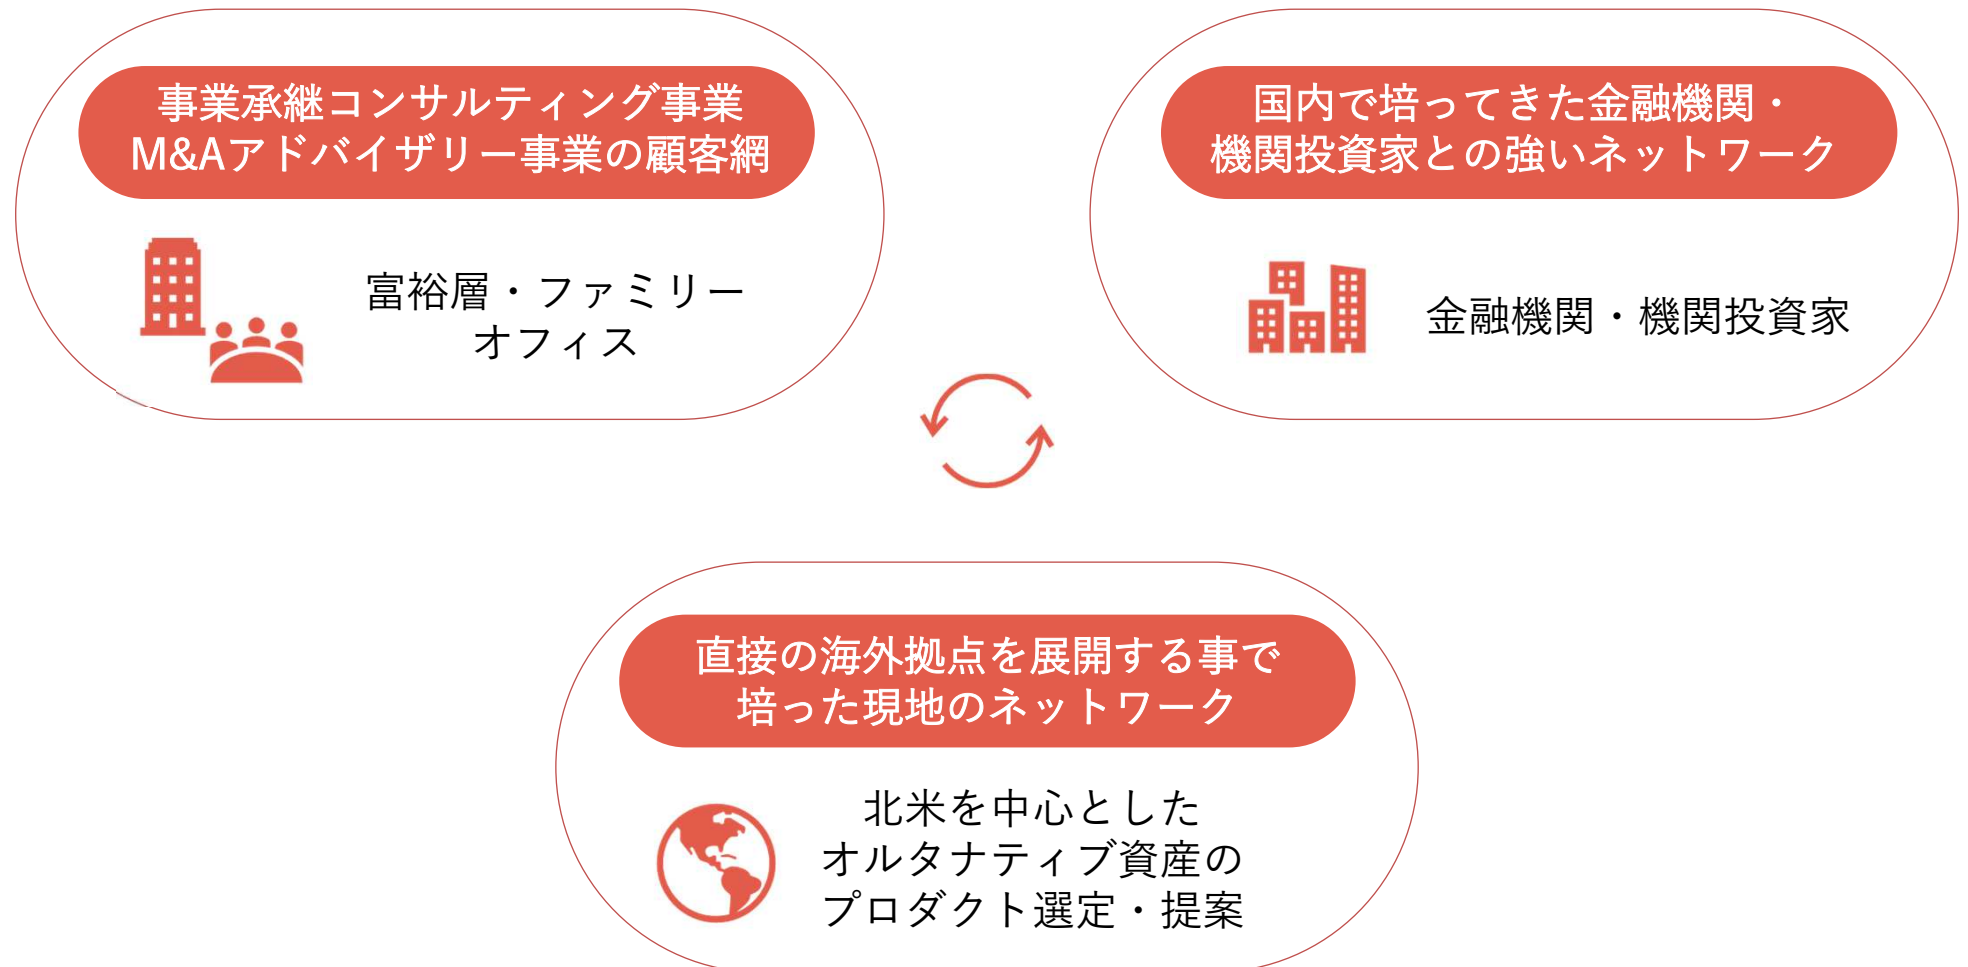 事業承継コンサルティング事業
M&Aアドバイザリー事業の顧客網
富裕層・ファミリー
オフィス
国内で培ってきた金融機関・
機関投資家との強いネットワーク
金融機関・機関投資家
直接の海外拠点を展開する事で
培った現地のネットワーク
北米を中心とした
オルタナティブ資産の
プロダクト選定・提案